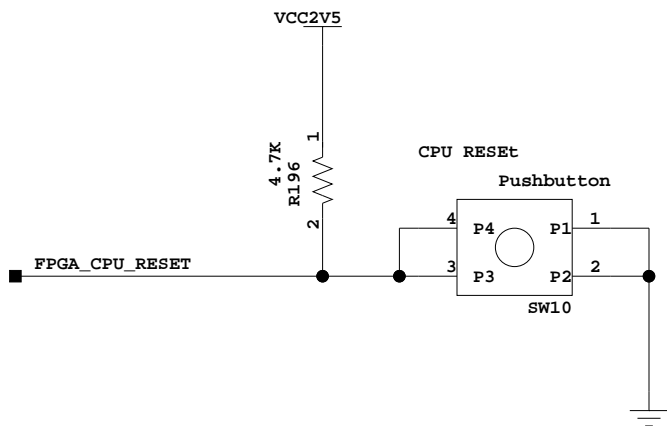 VCC2V5
1
4.7K
R196
2
CPU RESEt
Pushbutton
4 P4 P1 1
FPGA_CPU_RESET
3 P3 P2 2
SW10